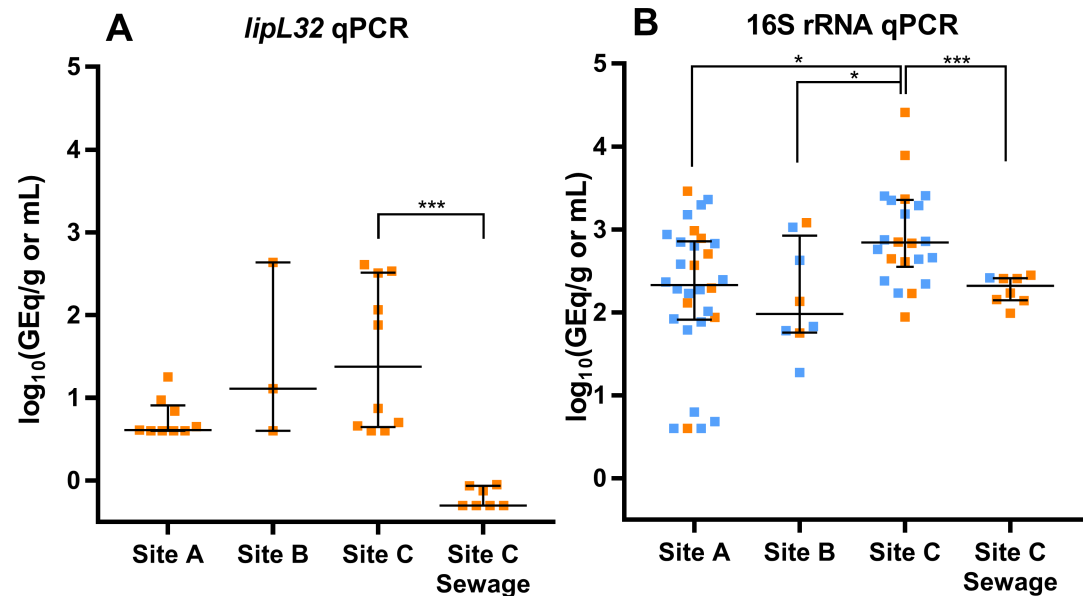 A
lipL32 qPCR
log10(GEq/g or mL)
5
4
3
2
1
0
***
Site A
Site B
Site C
Site C
Sewage
B
16S rRNA qPCR
log10(GEq/g or mL)
5
4
3
2
1
0
*
*
***
Site A
Site B
Site C
Site C
Sewage